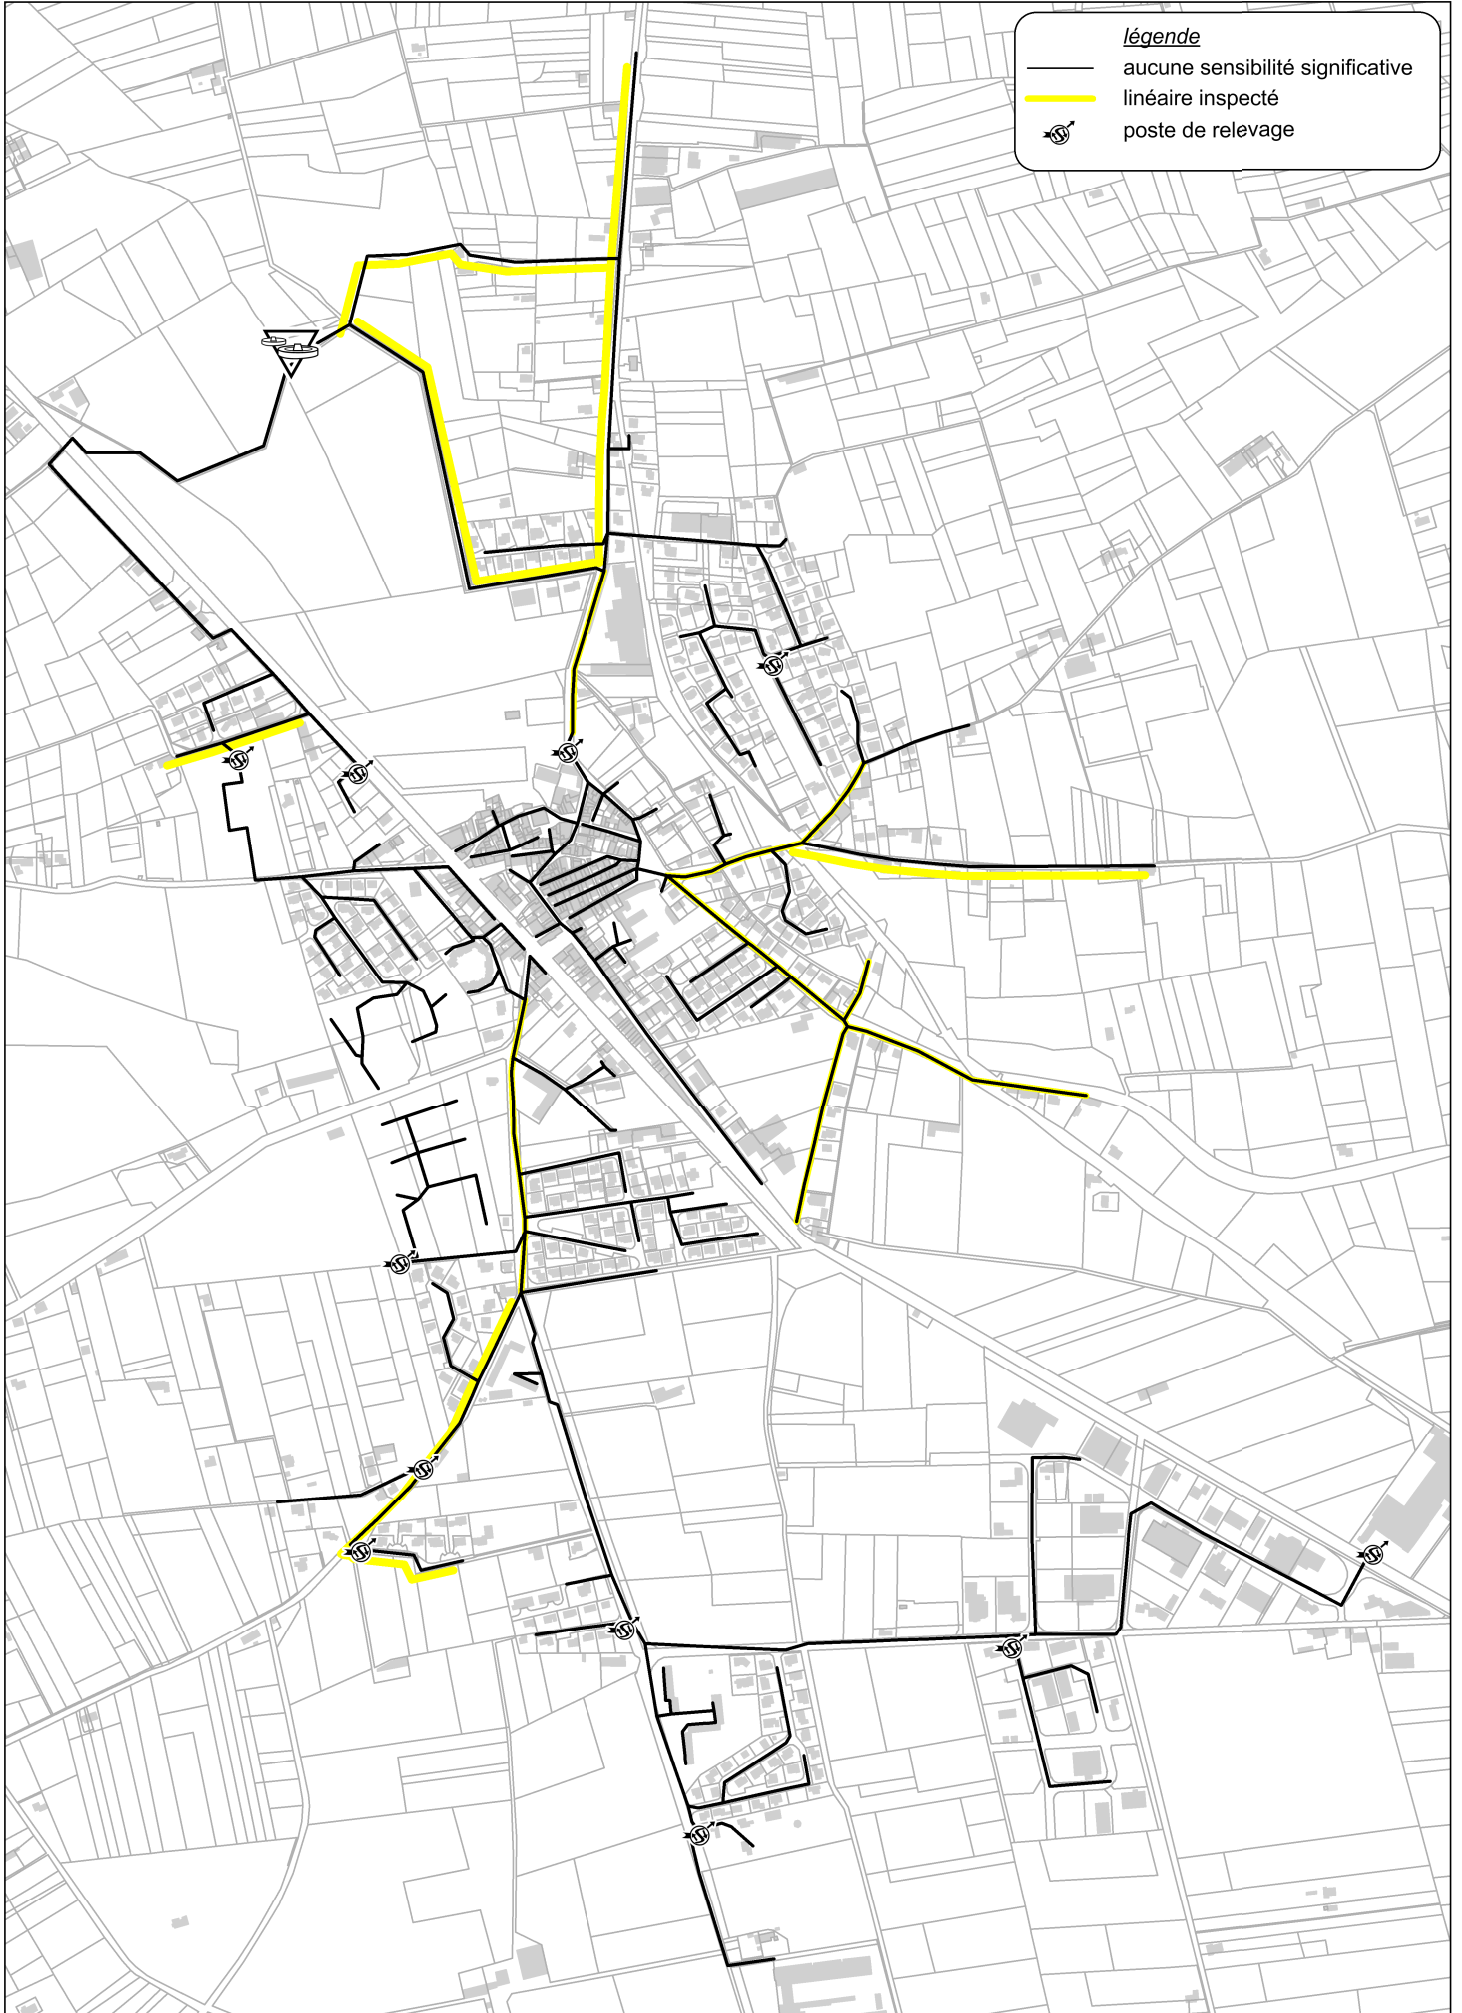 légende
aucune sensibilité significative
linéaire inspecté
poste de relevage